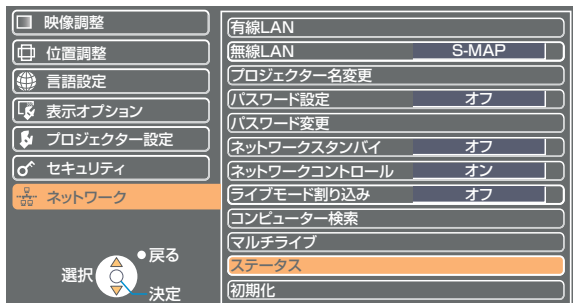 映像調整
位置調整
言語設定
表示オプション
プロジェクター設定
セキュリティ
ネットワーク
戻る
選択
決定
有線LAN
無線LAN S-MAP
プロジェクター名変更
パスワード設定 オフ
パスワード変更
ネットワークスタンバイ オフ
ネットワークコントロール オン
ライブモード割り込み オフ
コンピューター検索
マルチライブ
ステータス
初期化